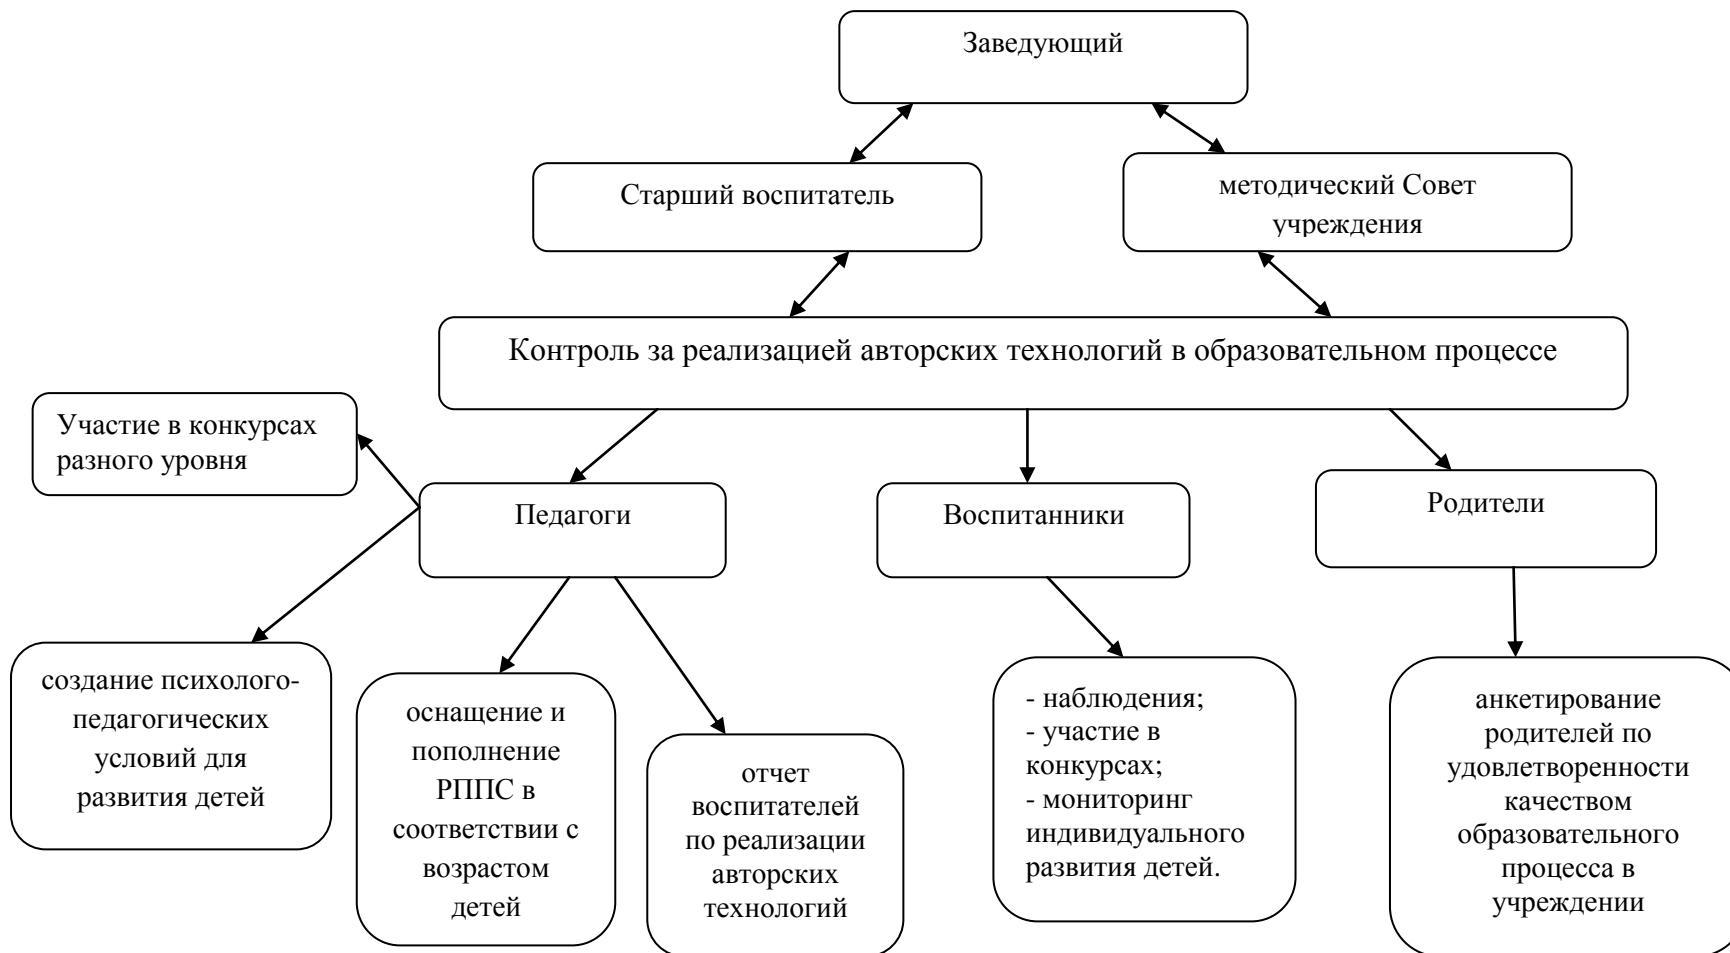 Заведующий
Старший воспитатель
методический Совет
учреждения
Контроль за реализацией авторских технологий в образовательном процессе
Участие в конкурсах
разного уровня
Педагоги
Воспитанники
Родители
создание психолого-
педагогических
условий для
развития детей
оснащение и
пополнение
РППС в
соответствии с
возрастом
детей
отчет
воспитателей
по реализации
авторских
технологий
- наблюдения;
- участие в
конкурсах;
- мониторинг
индивидуального
развития детей.
анкетирование
родителей по
удовлетворенности
качеством
образовательного
процесса в
учреждении